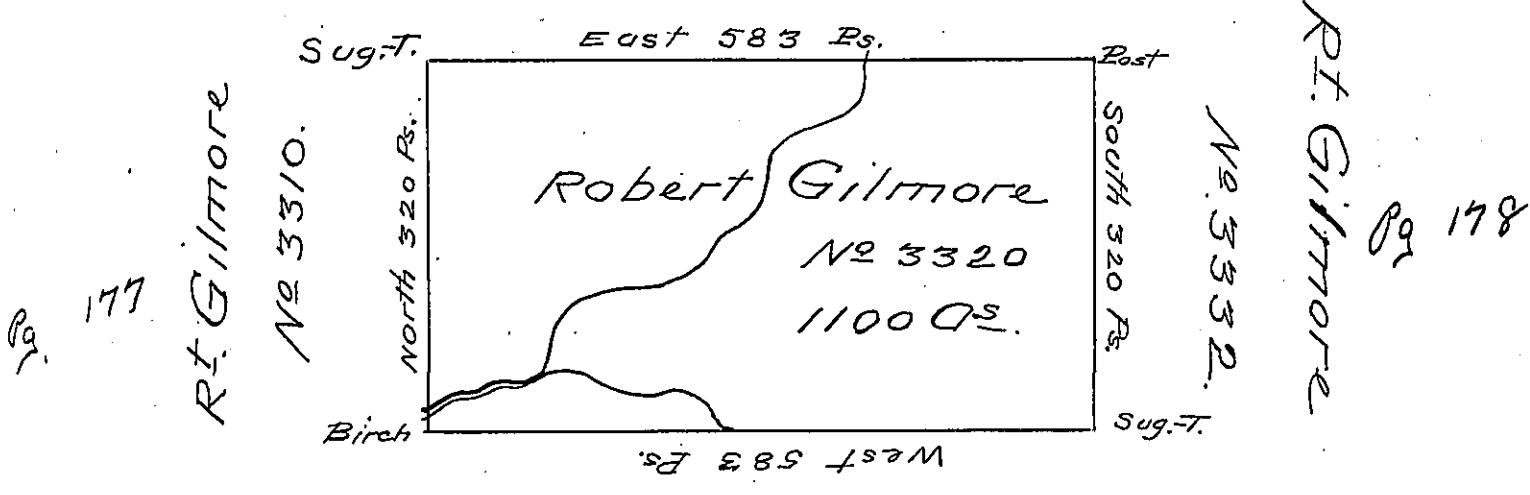 Sug.-T.
East 583 Ps.
Post
Rt. Gilmore
No 3310.
Pg. 177
North 320 Ps.
Robert Gilmore
No 3320
1100 As.
South 320 Ps.
No. 3332.
Rt. Gilmore
Pg 178
Birch
West 583 Ps.
Sug.-T.